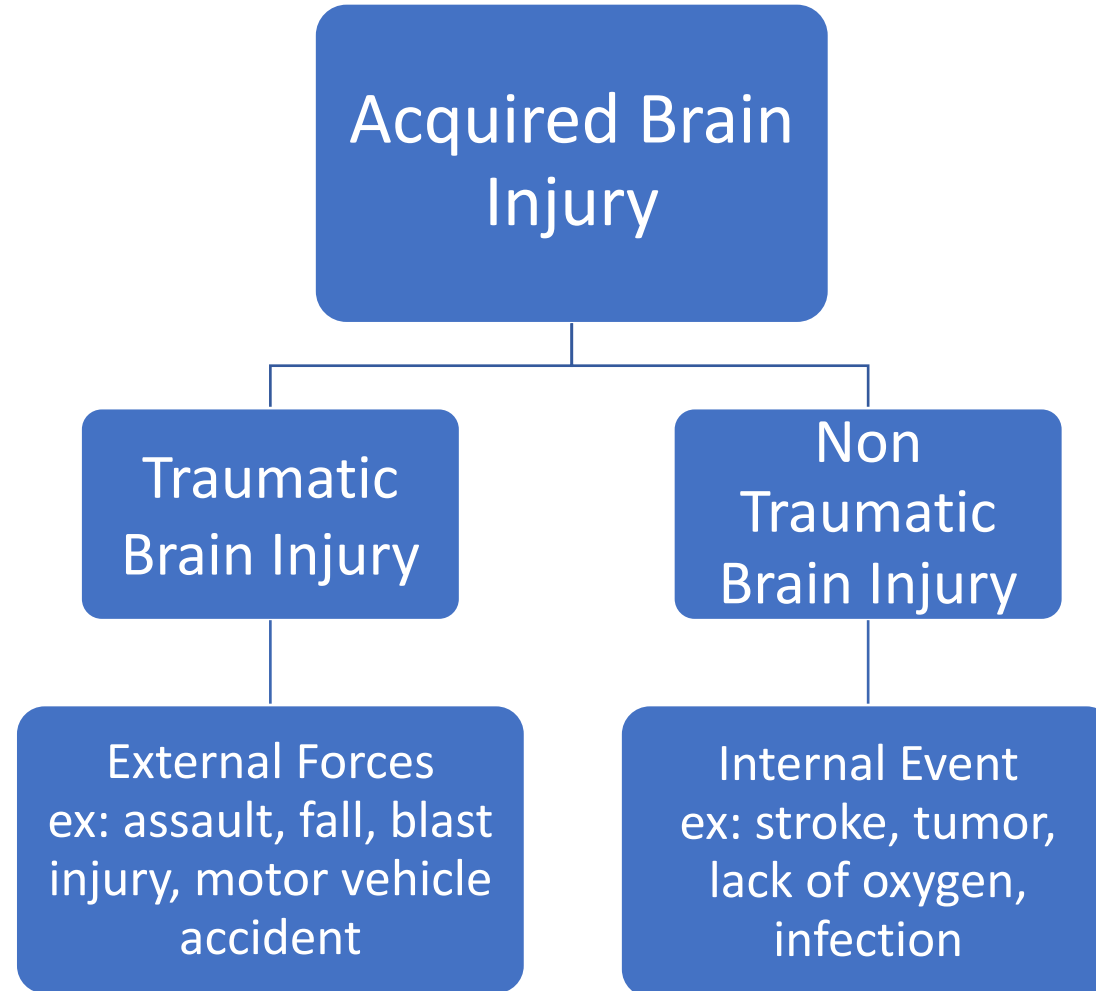 Acquired Brain
Injury
Traumatic
Brain Injury
Non
Traumatic
Brain Injury
External Forces
ex: assault, fall, blast
injury, motor vehicle
accident
Internal Event
ex: stroke, tumor,
lack of oxygen,
infection